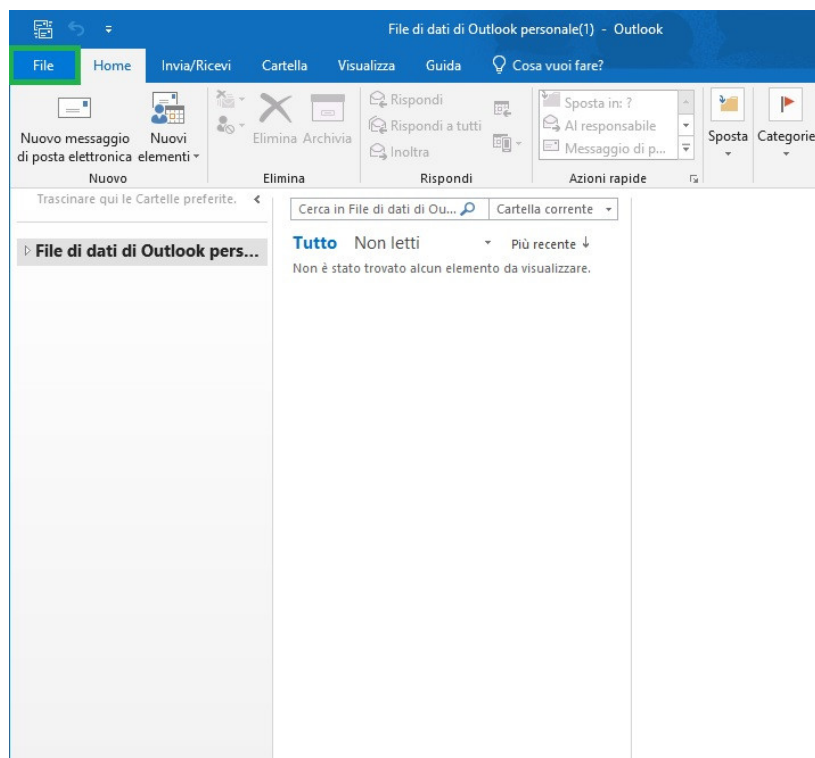 File di dati di Outlook personale(1) - Outlook
File Home Invia/Ricevi Cartella Visualizza Guida Cosa vuoi fare?
Nuovo messaggio
di posta elettronica
Nuovi
elementi
Nuovo
Elimina Archivia
Elimina
Rispondi
Rispondi a tutti
Inoltra
Rispondi
Sposta in: ?
Al responsabile
Messaggio di p...
Azioni rapide
Sposta
Categorie
Trascinare qui le Cartelle preferite.
File di dati di Outlook pers...
Cerca in File di dati di Ou... Cartella corrente
Tutto Non letti Più recente ↓
Non è stato trovato alcun elemento da visualizzare.